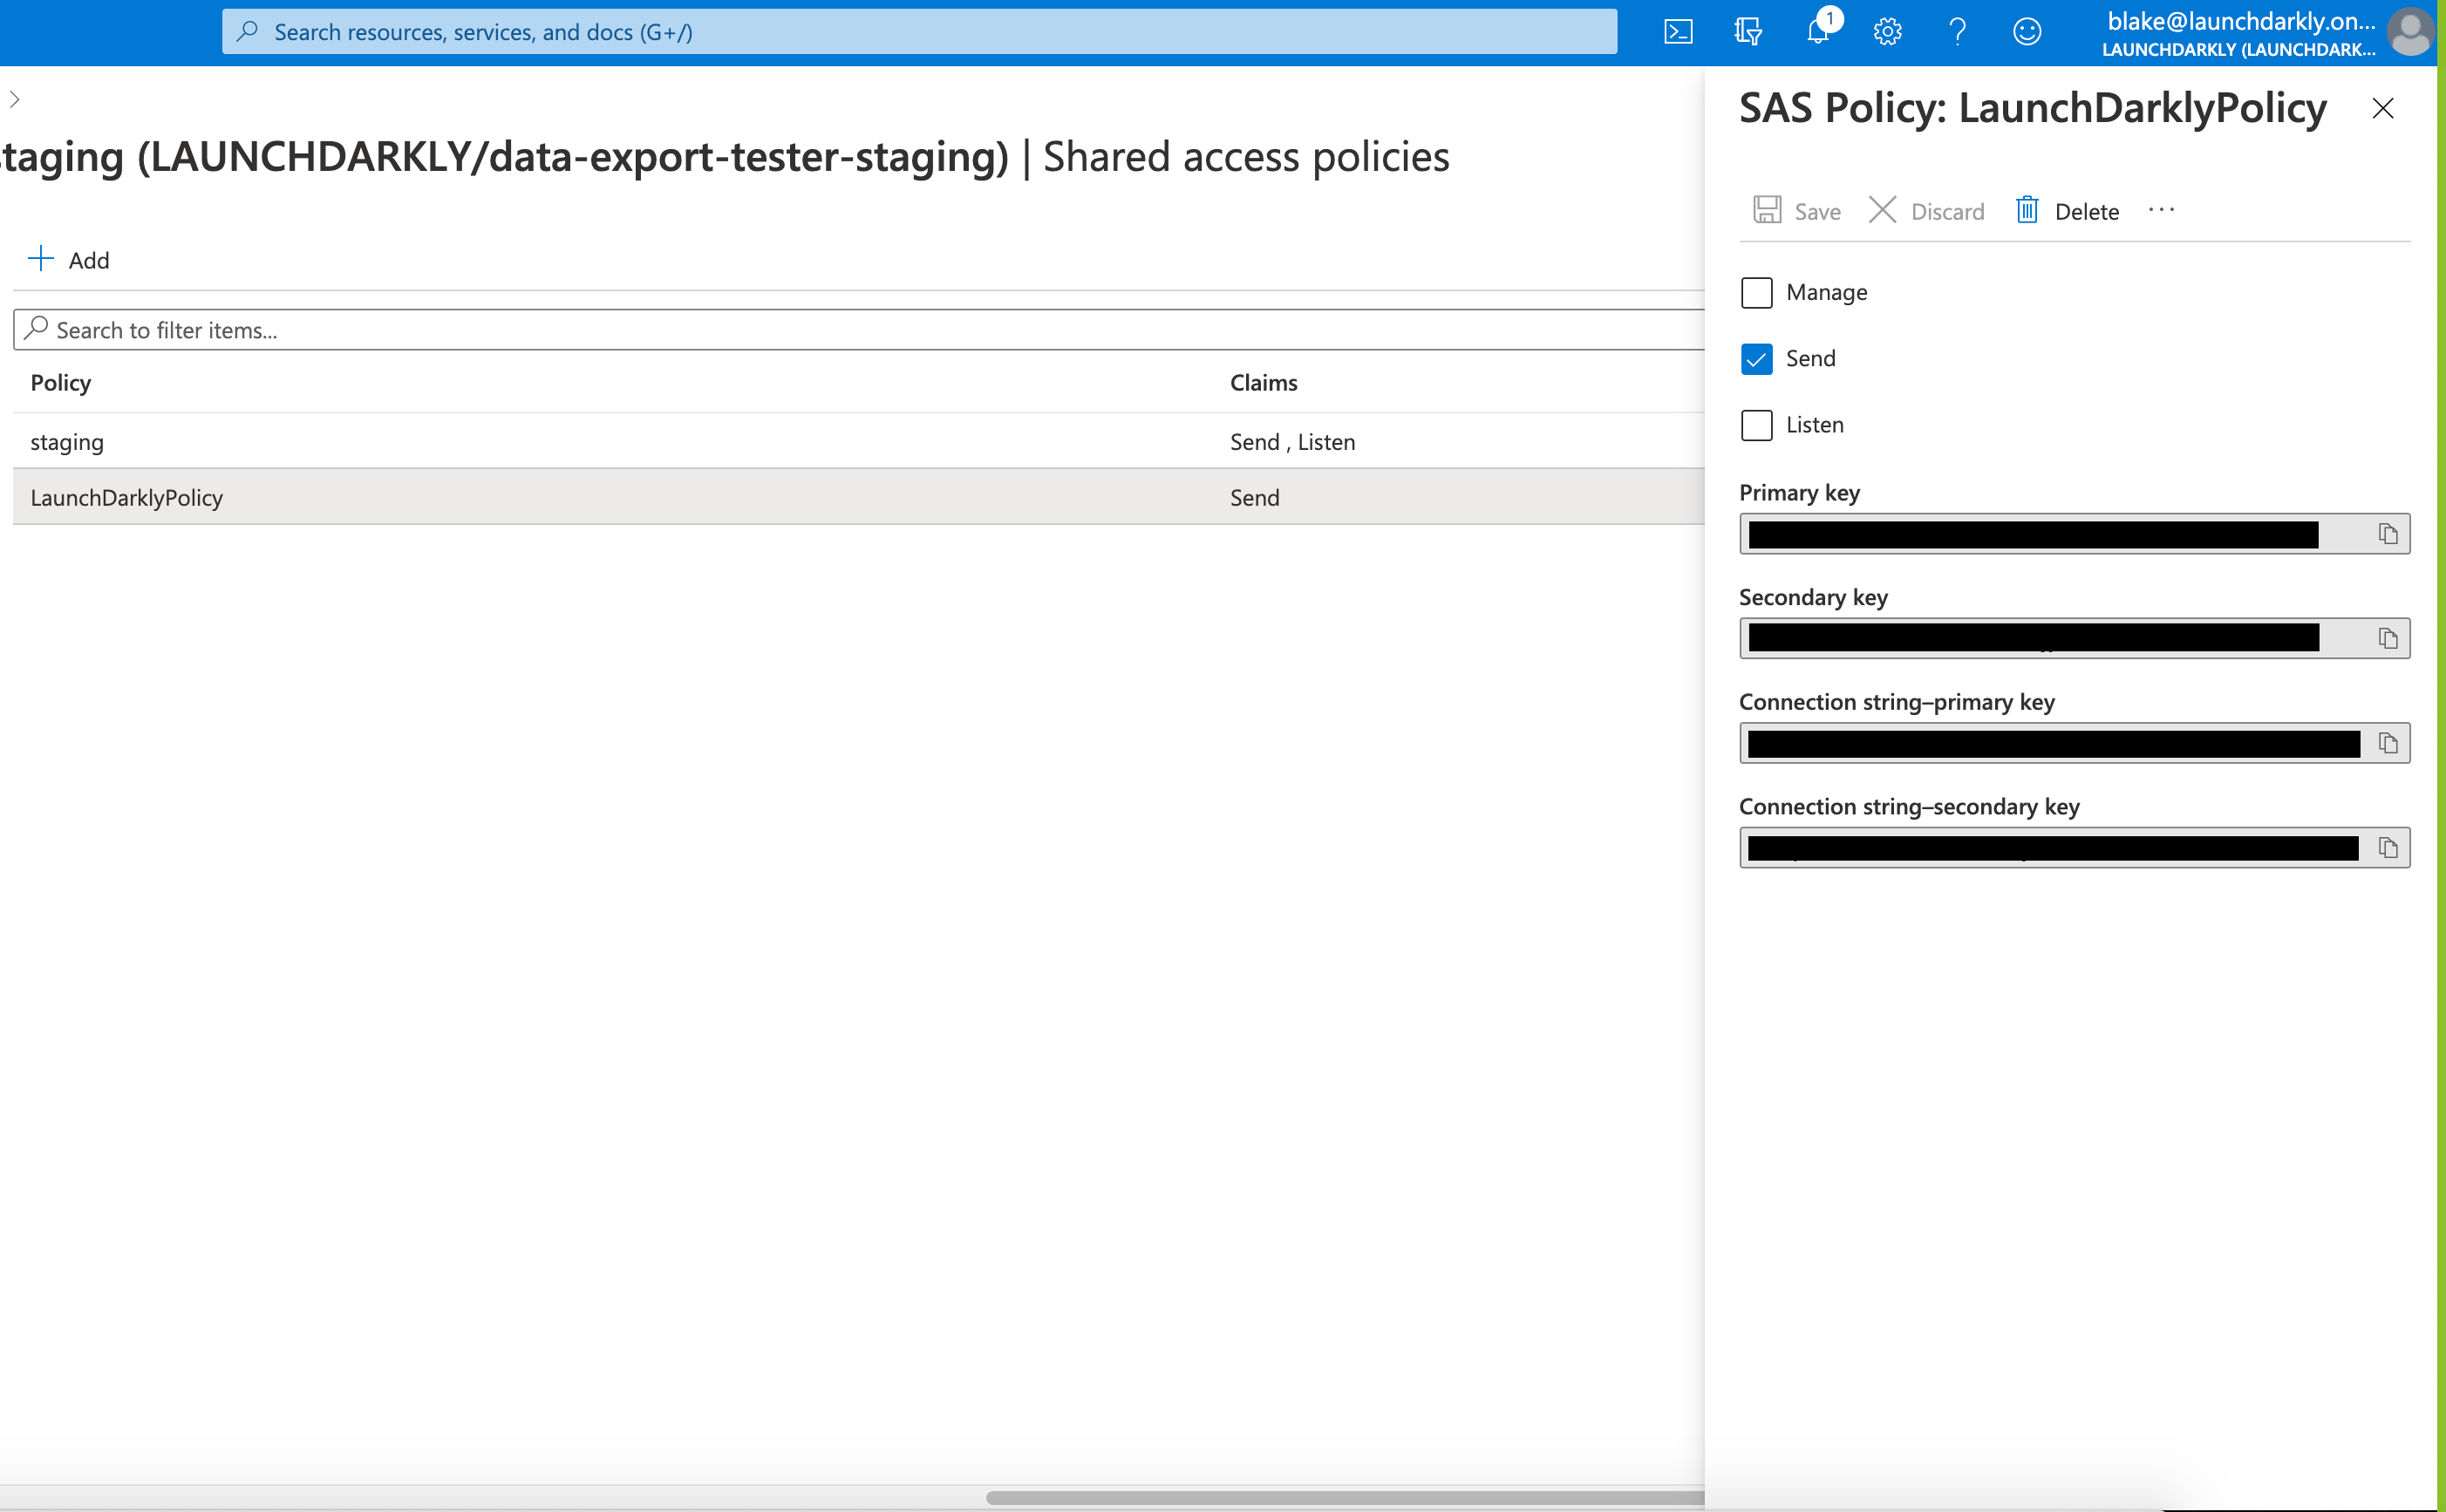 Search resources, services, and docs (G+/)
1
blake@launchdarkly.on...
LAUNCHDARKLY (LAUNCHDARK...
taging (LAUNCHDARKLY/data-export-tester-staging) | Shared access policies
Add
Search to filter items...
Policy Claims
staging Send , Listen
LaunchDarklyPolicy Send
SAS Policy: LaunchDarklyPolicy
Save Discard Delete ...
Manage
Send
Listen
Primary key
Secondary key
Connection string–primary key
Connection string–secondary key